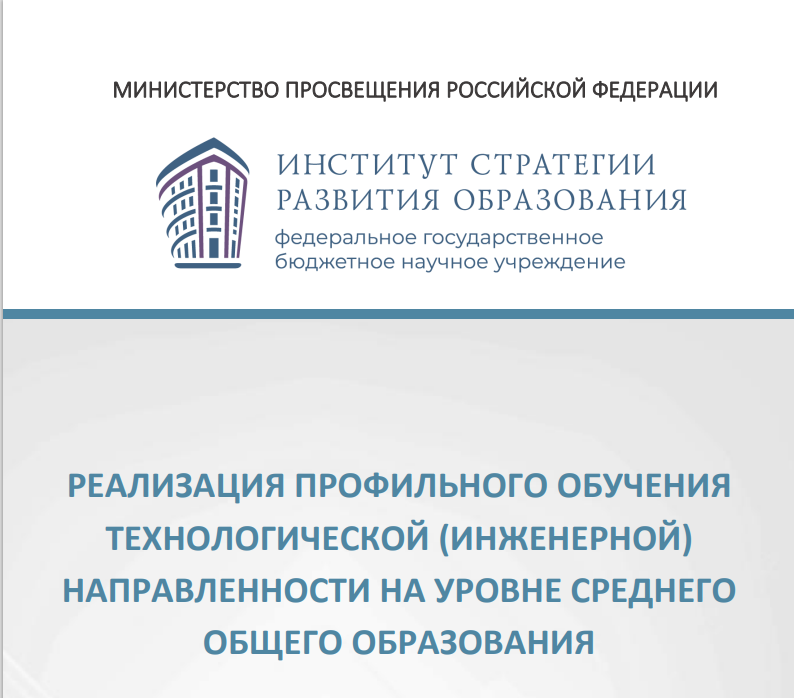 МИНИСТЕРСТВО ПРОСВЕЩЕНИЯ РОССИЙСКОЙ ФЕДЕРАЦИИ
ИНСТИТУТ СТРАТЕГИИ
РАЗВИТИЯ ОБРАЗОВАНИЯ
федеральное государственное
бюджетное научное учреждение
РЕАЛИЗАЦИЯ ПРОФИЛЬНОГО ОБУЧЕНИЯ
ТЕХНОЛОГИЧЕСКОЙ (ИНЖЕНЕРНОЙ)
НАПРАВЛЕННОСТИ НА УРОВНЕ СРЕДНЕГО
ОБЩЕГО ОБРАЗОВАНИЯ